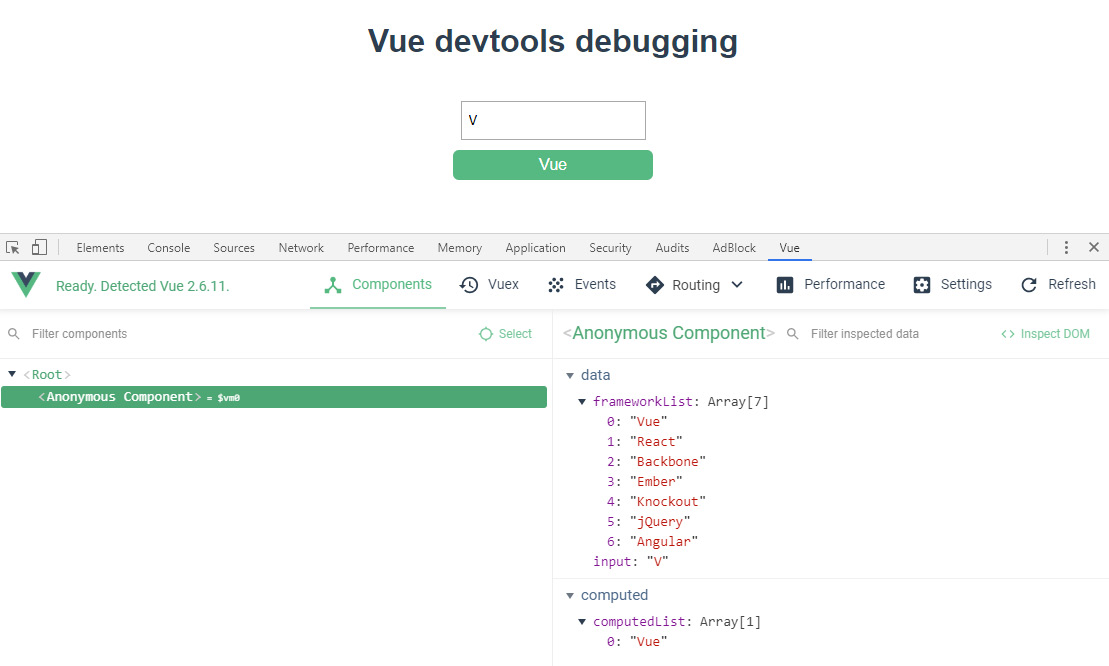 Vue devtools debugging
V
Vue
Elements Console Sources Network Performance Memory Application Security Audits AdBlock Vue
Ready. Detected Vue 2.6.11. Components Vuex Events Routing Performance Settings Refresh
Filter components Select <Anonymous Component> Filter inspected data Inspect DOM
<Root>
<Anonymous Component> = $vm0
data
frameworkList: Array[7]
0: "Vue"
1: "React"
2: "Backbone"
3: "Ember"
4: "Knockout"
5: "jQuery"
6: "Angular"
input: "V"
computed
computedList: Array[1]
0: "Vue"